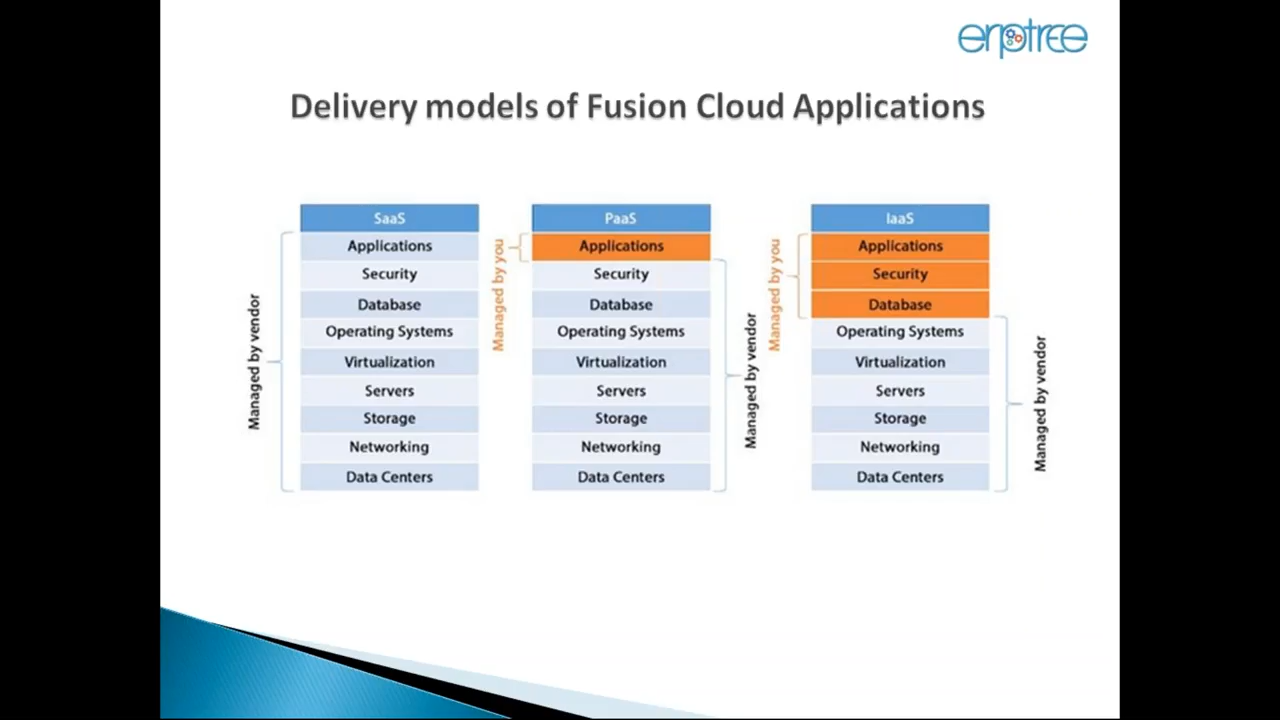 erptree
Delivery models of Fusion Cloud Applications
SaaS
Applications
Security
Database
Operating Systems
Virtualization
Servers
Storage
Networking
Data Centers
Managed by vendor
PaaS
Applications
Security
Database
Operating Systems
Virtualization
Servers
Storage
Networking
Data Centers
Managed by you
Managed by vendor
IaaS
Applications
Security
Database
Operating Systems
Virtualization
Servers
Storage
Networking
Data Centers
Managed by you
Managed by vendor